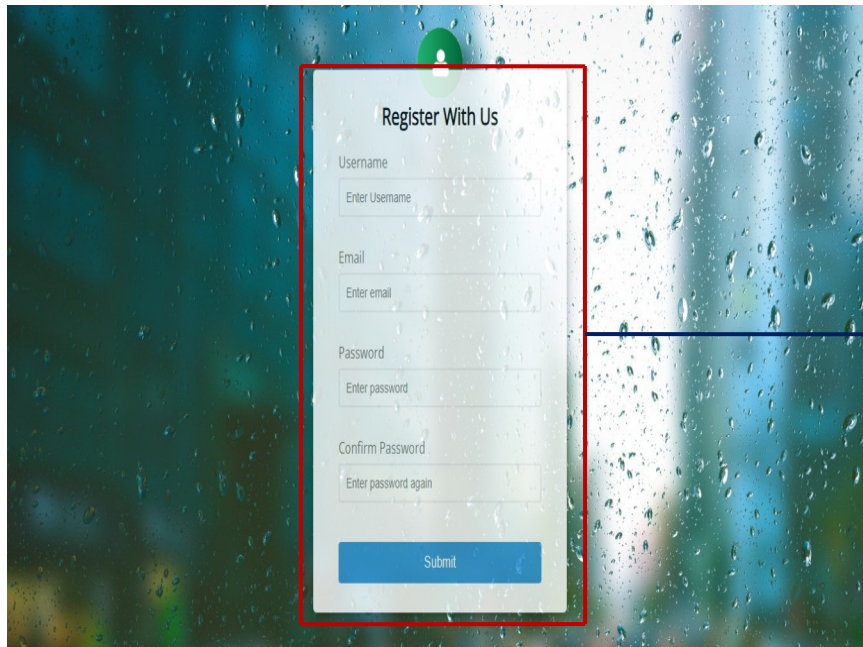 Register With Us
Username
Enter Username
Email
Enter email
Password
Enter password
Confirm Password
Enter password again
Submit